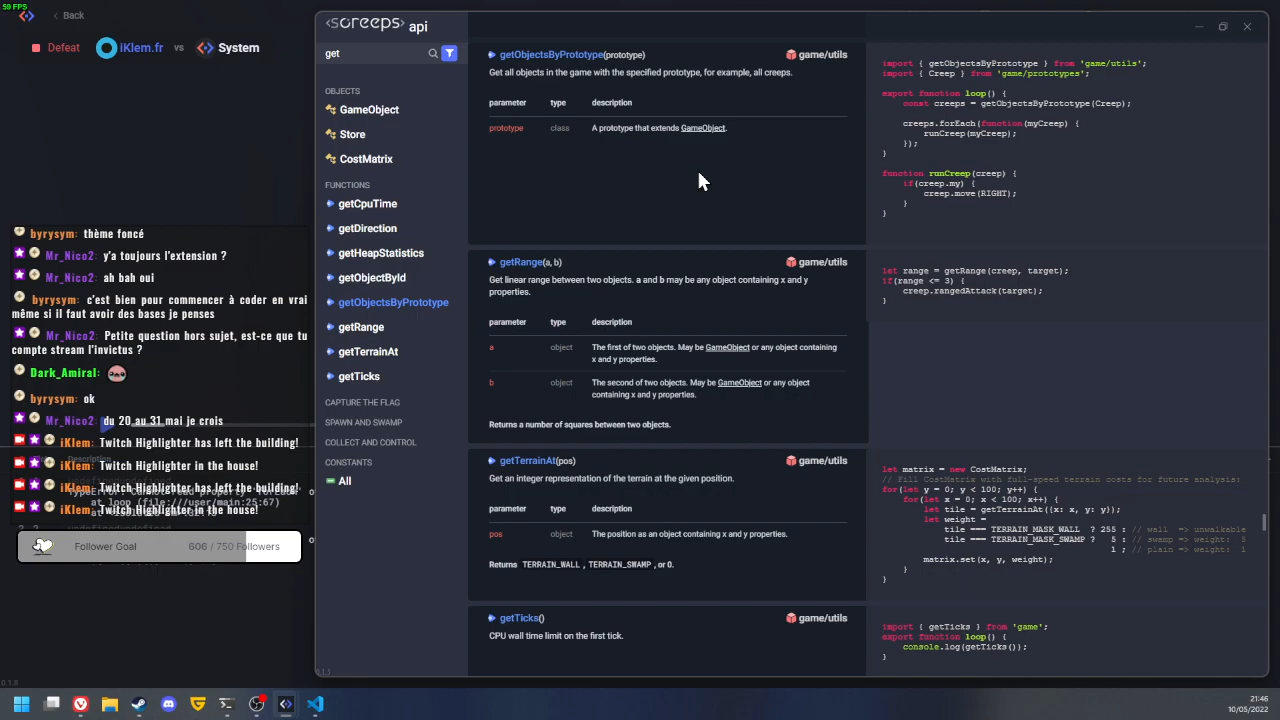 59 FPS
Back
Defeat iKlem.fr vs System
byrysym: thème foncé
Mr_Nico2: y'a toujours l'extension ?
Mr_Nico2: ah bah oui
byrysym: c'est bien pour commencer à coder en vrai
même si il faut avoir des bases je penses
Mr_Nico2: Petite question hors sujet, est-ce que tu
compte stream l'invictus ?
Dark_Amiral:
byrysym: ok
Mr_Nico2: du 20 au 31 mai je crois
iKlem: Twitch Highlighter has left the building!
iKlem: Twitch Highlighter in the house!
iKlem: Twitch Highlighter has left the building!
iKlem: Twitch Highlighter in the house!
at loop (file:///user/main:25:67)
Follower Goal 606 / 750 Followers
0.1.8
<screeps> api
get
OBJECTS
GameObject
Store
CostMatrix
FUNCTIONS
getCpuTime
getDirection
getHeapStatistics
getObjectById
getObjectsByPrototype
getRange
getTerrainAt
getTicks
CAPTURE THE FLAG
SPAWN AND SWAMP
COLLECT AND CONTROL
CONSTANTS
All
0.1.3
getObjectsByPrototype(prototype) game/utils
Get all objects in the game with the specified prototype, for example, all creeps.
parameter type description
prototype class A prototype that extends GameObject.
getRange(a, b) game/utils
Get linear range between two objects. a and b may be any object containing x and y
properties.
parameter type description
a object The first of two objects. May be GameObject or any object containing
x and y properties.
b object The second of two objects. May be GameObject or any object
containing x and y properties.
Returns a number of squares between two objects.
getTerrainAt(pos) game/utils
Get an integer representation of the terrain at the given position.
parameter type description
pos object The position as an object containing x and y properties.
Returns TERRAIN_WALL, TERRAIN_SWAMP, or 0.
getTicks() game/utils
CPU wall time limit on the first tick.
import { getObjectsByPrototype } from 'game/utils';
import { Creep } from 'game/prototypes';
export function loop() {
const creeps = getObjectsByPrototype(Creep);
creeps.forEach(function(myCreep) {
runCreep(myCreep);
});
}
function runCreep(creep) {
if(creep.my) {
creep.move(RIGHT);
}
}
let range = getRange(creep, target);
if(range <= 3) {
creep.rangedAttack(target);
}
let matrix = new CostMatrix;
// Fill CostMatrix with full-speed terrain costs for future analysis:
for(let y = 0; y < 100; y++) {
for(let x = 0; x < 100; x++) {
let tile = getTerrainAt({x: x, y: y});
let weight =
tile === TERRAIN_MASK_WALL ? 255 : // wall => unwalkable
tile === TERRAIN_MASK_SWAMP ? 5 : // swamp => weight: 5
1 ; // plain => weight: 1
matrix.set(x, y, weight);
}
}
import { getTicks } from 'game';
export function loop() {
console.log(getTicks());
}
21:46
10/05/2022